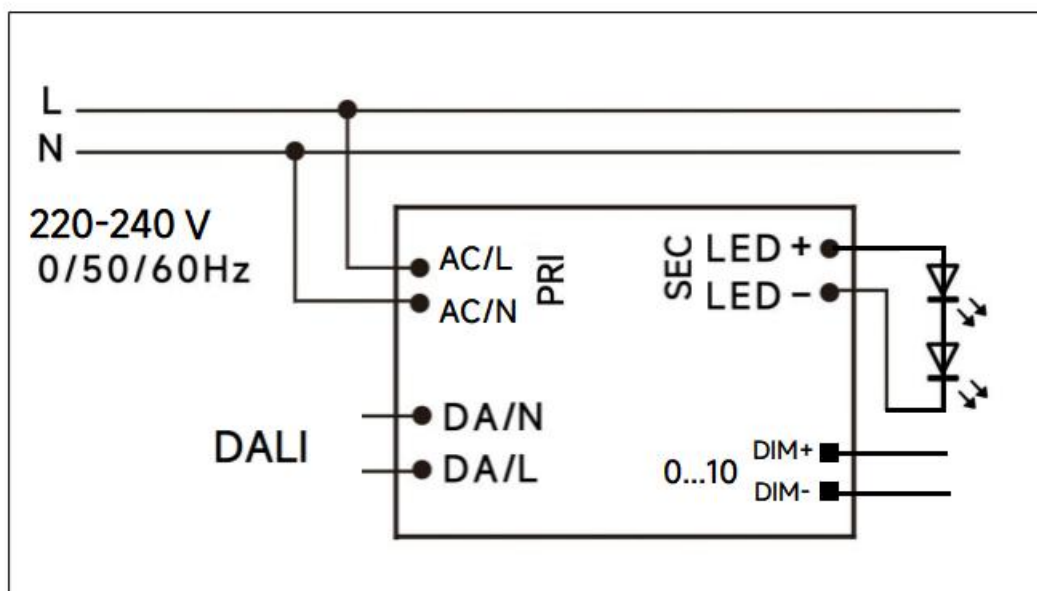 L
N
220-240 V
0/50/60Hz
AC/L
AC/N
PRI
SEC
LED +
LED −
DALI
DA/N
DA/L
0...10
DIM+
DIM-